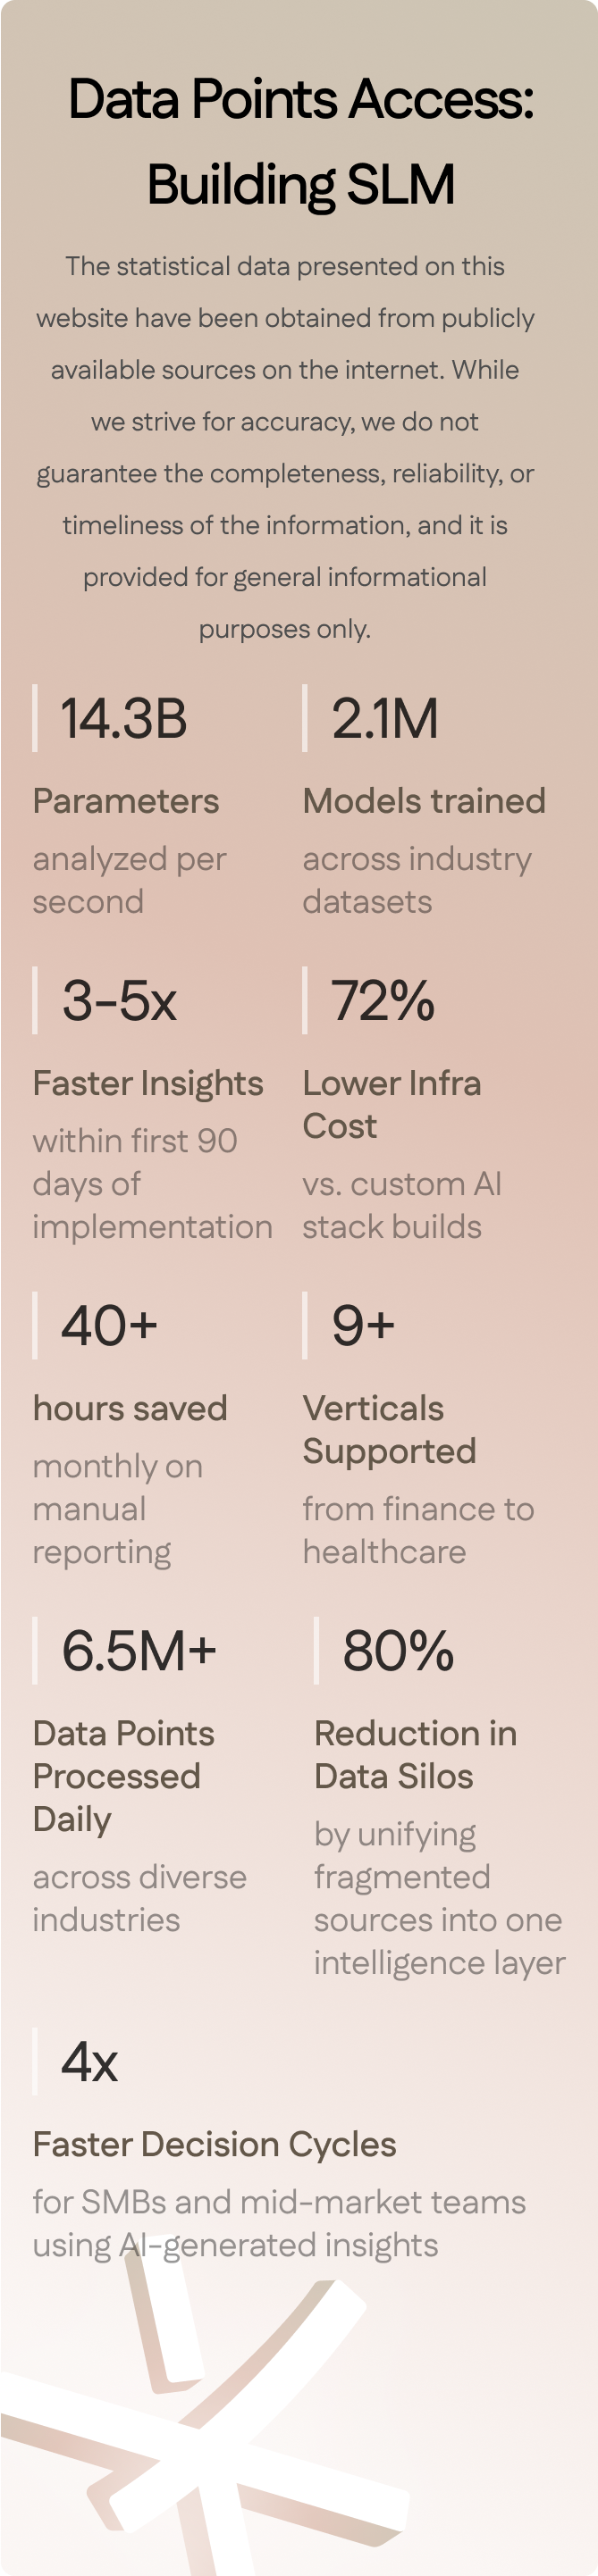 Data Points Access:
Building SLM
The statistical data presented on this
website have been obtained from publicly
available sources on the internet. While
we strive for accuracy, we do not
guarantee the completeness, reliability, or
timeliness of the information, and it is
provided for general informational
purposes only.
14.3B
Parameters
analyzed per
second
2.1M
Models trained
across industry
datasets
3-5x
Faster Insights
within first 90
days of
implementation
72%
Lower Infra
Cost
vs. custom AI
stack builds
40+
hours saved
monthly on
manual
reporting
9+
Verticals
Supported
from finance to
healthcare
6.5M+
Data Points
Processed
Daily
across diverse
industries
80%
Reduction in
Data Silos
by unifying
fragmented
sources into one
intelligence layer
4x
Faster Decision Cycles
for SMBs and mid-market teams
using AI-generated insights